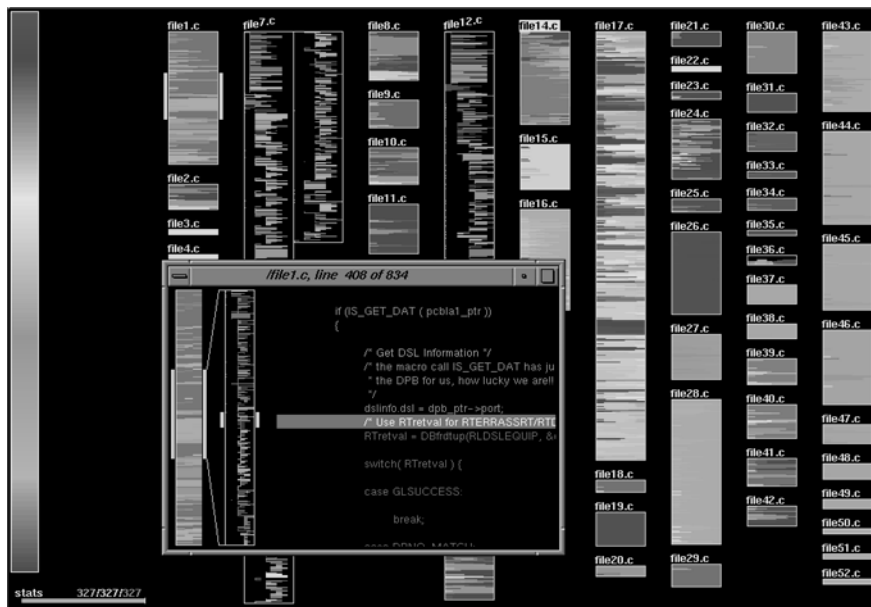 file1.c
file2.c
file3.c
file4.c
file7.c
file8.c
file9.c
file10.c
file11.c
file12.c
file14.c
file15.c
file16.c
file17.c
file18.c
file19.c
file20.c
file21.c
file22.c
file23.c
file24.c
file25.c
file26.c
file27.c
file28.c
file29.c
file30.c
file31.c
file32.c
file33.c
file34.c
file35.c
file36.c
file37.c
file38.c
file39.c
file40.c
file41.c
file42.c
file43.c
file44.c
file45.c
file46.c
file47.c
file48.c
file49.c
file50.c
file51.c
file52.c
/file1.c, line 408 of 834
if (IS_GET_DAT ( pcbla1_ptr ))
{
/* Get DSL Information */
/* the macro call IS_GET_DAT has ju
* the DPB for us, how lucky we are!!
*/
dslinfo.dsl = dpb_ptr->port;
/* Use RTretval for RTERRASSRT/RTD
RTretval = DBfrdtup(RLDSLEQUIP, &
switch( RTretval ) {
case GLSUCCESS:
break;
stats 327/327/327